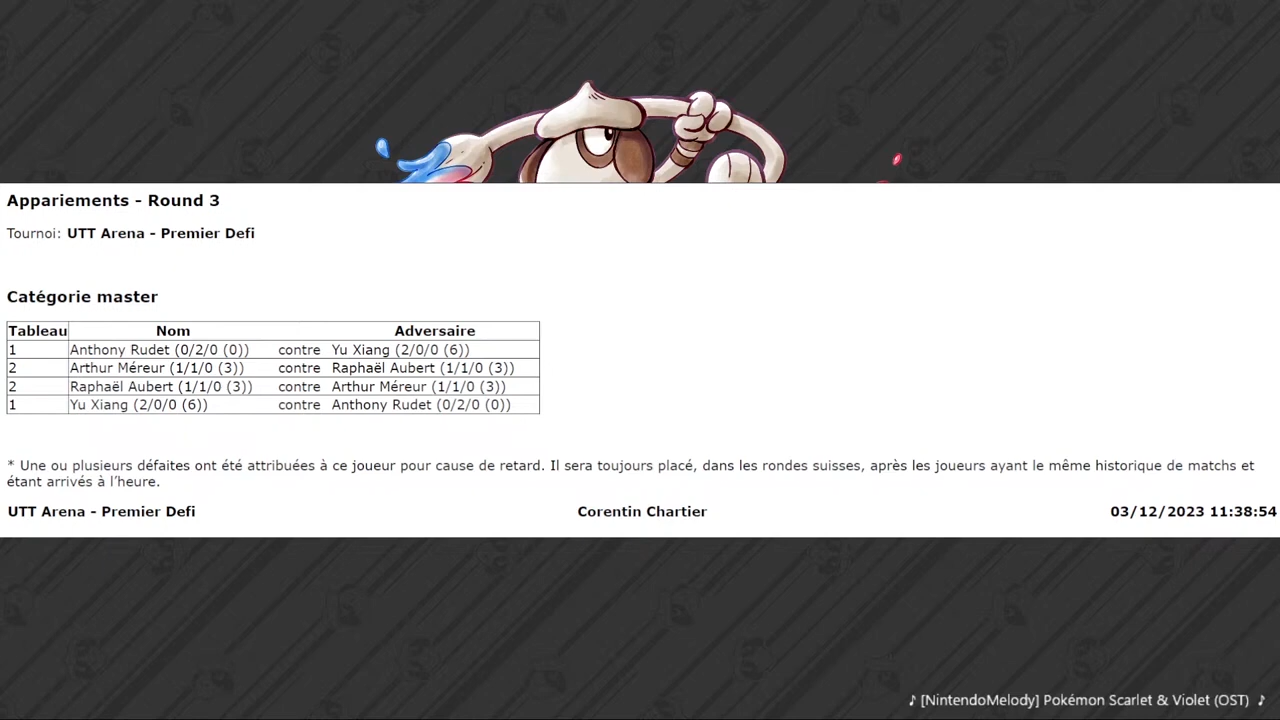 Appariements - Round 3
Tournoi: UTT Arena - Premier Defi
Catégorie master
Tableau Nom Adversaire
1 Anthony Rudet (0/2/0 (0)) contre Yu Xiang (2/0/0 (6))
2 Arthur Méreur (1/1/0 (3)) contre Raphaël Aubert (1/1/0 (3))
2 Raphaël Aubert (1/1/0 (3)) contre Arthur Méreur (1/1/0 (3))
1 Yu Xiang (2/0/0 (6)) contre Anthony Rudet (0/2/0 (0))
* Une ou plusieurs défaites ont été attribuées à ce joueur pour cause de retard. Il sera toujours placé, dans les rondes suisses, après les joueurs ayant le même historique de matchs et
étant arrivés à l'heure.
UTT Arena - Premier Defi Corentin Chartier 03/12/2023 11:38:54
♪ [NintendoMelody] Pokémon Scarlet & Violet (OST) ♪